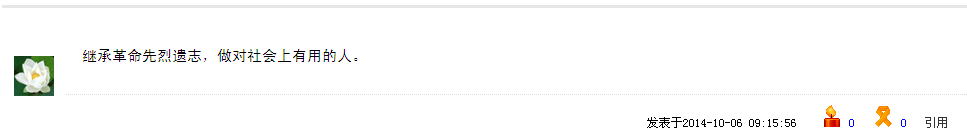 继承革命先烈遗志，做对社会上有用的人。
发表于2014-10-06 09:15:56 0 0 引用